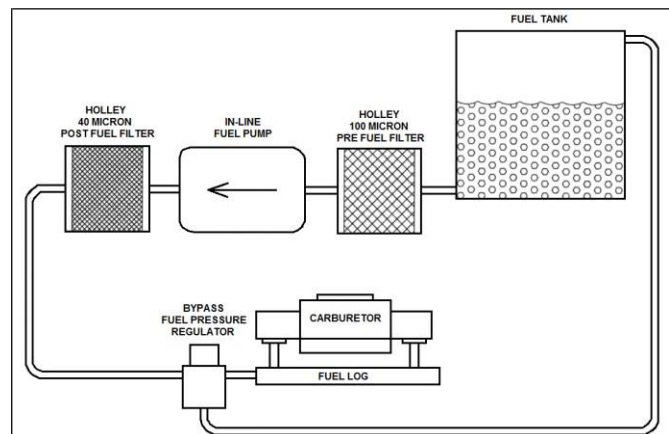 FUEL TANK
HOLLEY
40 MICRON
POST FUEL FILTER
IN-LINE
FUEL PUMP
HOLLEY
100 MICRON
PRE FUEL FILTER
BYPASS
FUEL PRESSURE
REGULATOR
CARBURETOR
FUEL LOG